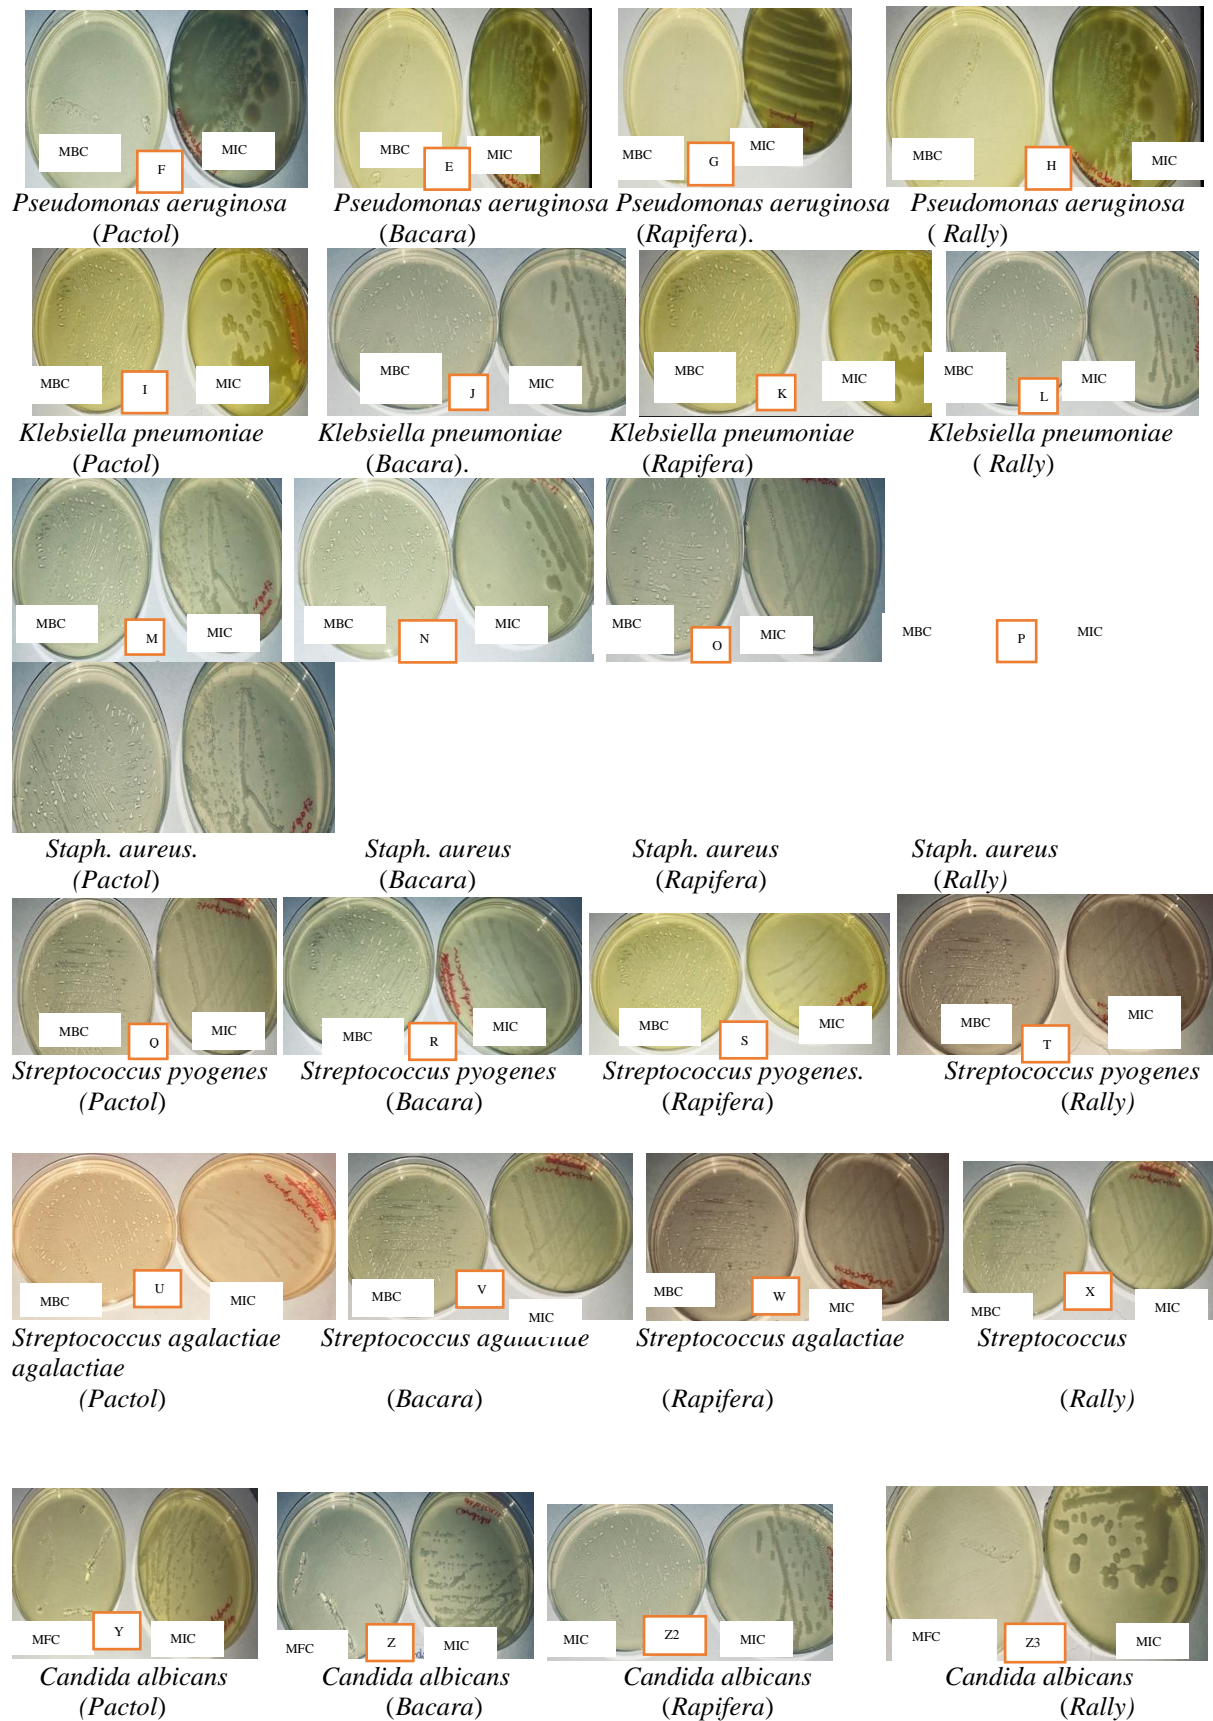 MBC F MIC MBC E MIC MBC G MIC MBC H MIC
Pseudomonas aeruginosa Pseudomonas aeruginosa Pseudomonas aeruginosa Pseudomonas aeruginosa
(Pactol) (Bacara) (Rapifera). ( Rally)
MBC I MIC MBC J MIC MBC K MIC MBC L MIC
Klebsiella pneumoniae Klebsiella pneumoniae Klebsiella pneumoniae Klebsiella pneumoniae
(Pactol) (Bacara). (Rapifera) ( Rally)
MBC M MIC MBC N MIC MBC O MIC MBC P MIC
Staph. aureus. Staph. aureus Staph. aureus Staph. aureus
(Pactol) (Bacara) (Rapifera) (Rally)
MBC Q MIC MBC R MIC MBC S MIC MBC T MIC
Streptococcus pyogenes Streptococcus pyogenes Streptococcus pyogenes. Streptococcus pyogenes
(Pactol) (Bacara) (Rapifera) (Rally)
MBC U MIC MBC V MIC MBC W MIC MBC X MIC
Streptococcus agalactiae Streptococcus agalactiae Streptococcus agalactiae Streptococcus
agalactiae
(Pactol) (Bacara) (Rapifera) (Rally)
MFC Y MIC MFC Z MIC MIC Z2 MIC MFC Z3 MIC
Candida albicans Candida albicans Candida albicans Candida albicans
(Pactol) (Bacara) (Rapifera) (Rally)